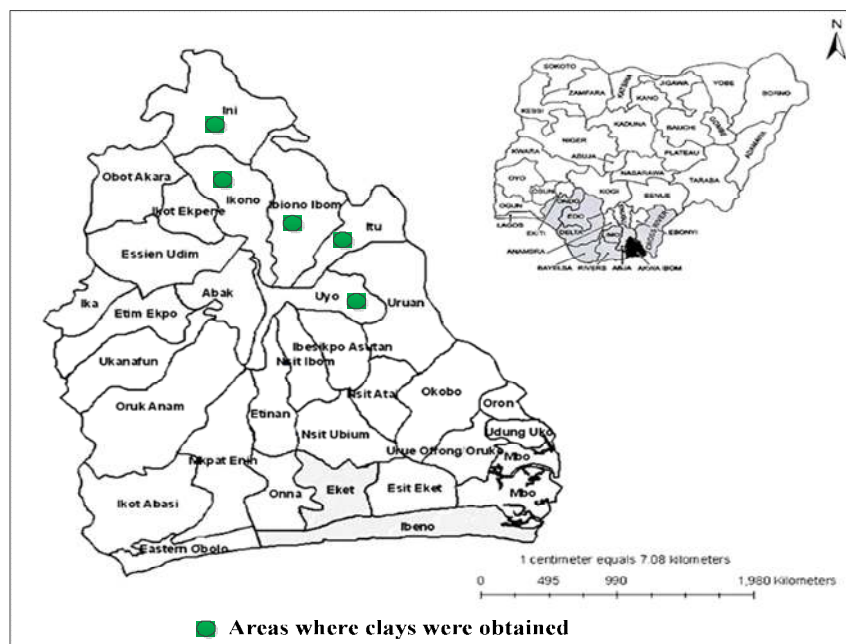 N
Ini
Obot Akara
Ikono
Ikot Ekpene
Ibiono Ibom
Itu
Essien Udim
Uyo
Uruan
Ika
Abak
Etim Ekpo
Ibesikpo Asutan
Nsit Ibom
Ukanafun
Oruk Anam
Nsit Atai
Okobo
Oron
Etinan
Nsit Ubium
Udung Uko
Urue Offong/Oruko
Mbo
Mkpat Enin
Onna
Eket
Esit Eket
Mbo
Ikot Abasi
Ibeno
Eastern Obolo
SOKOTO
KATSINA
JIGAWA
YOBE
BORNO
ZAMFARA
KANO
KEBSI
KADUNA
BAUCHI
GOMBE
ADAMAWA
NIGER
KWARA
ABUJA
PLATEAU
NASARAWA
TARABA
OYO
KOGI
BENUE
OSUN
OGUN
ONDO
EDO
LAGOS
EKITI
DELTA
IMO
CROSS RIVER
EBONYI
ANAMBRA
BAYELSA
RIVERS
ABIA
AKWA IBOM
1 centimeter equals 7.08 kilometers
0 495 990 1,980 Kilometers
Areas where clays were obtained